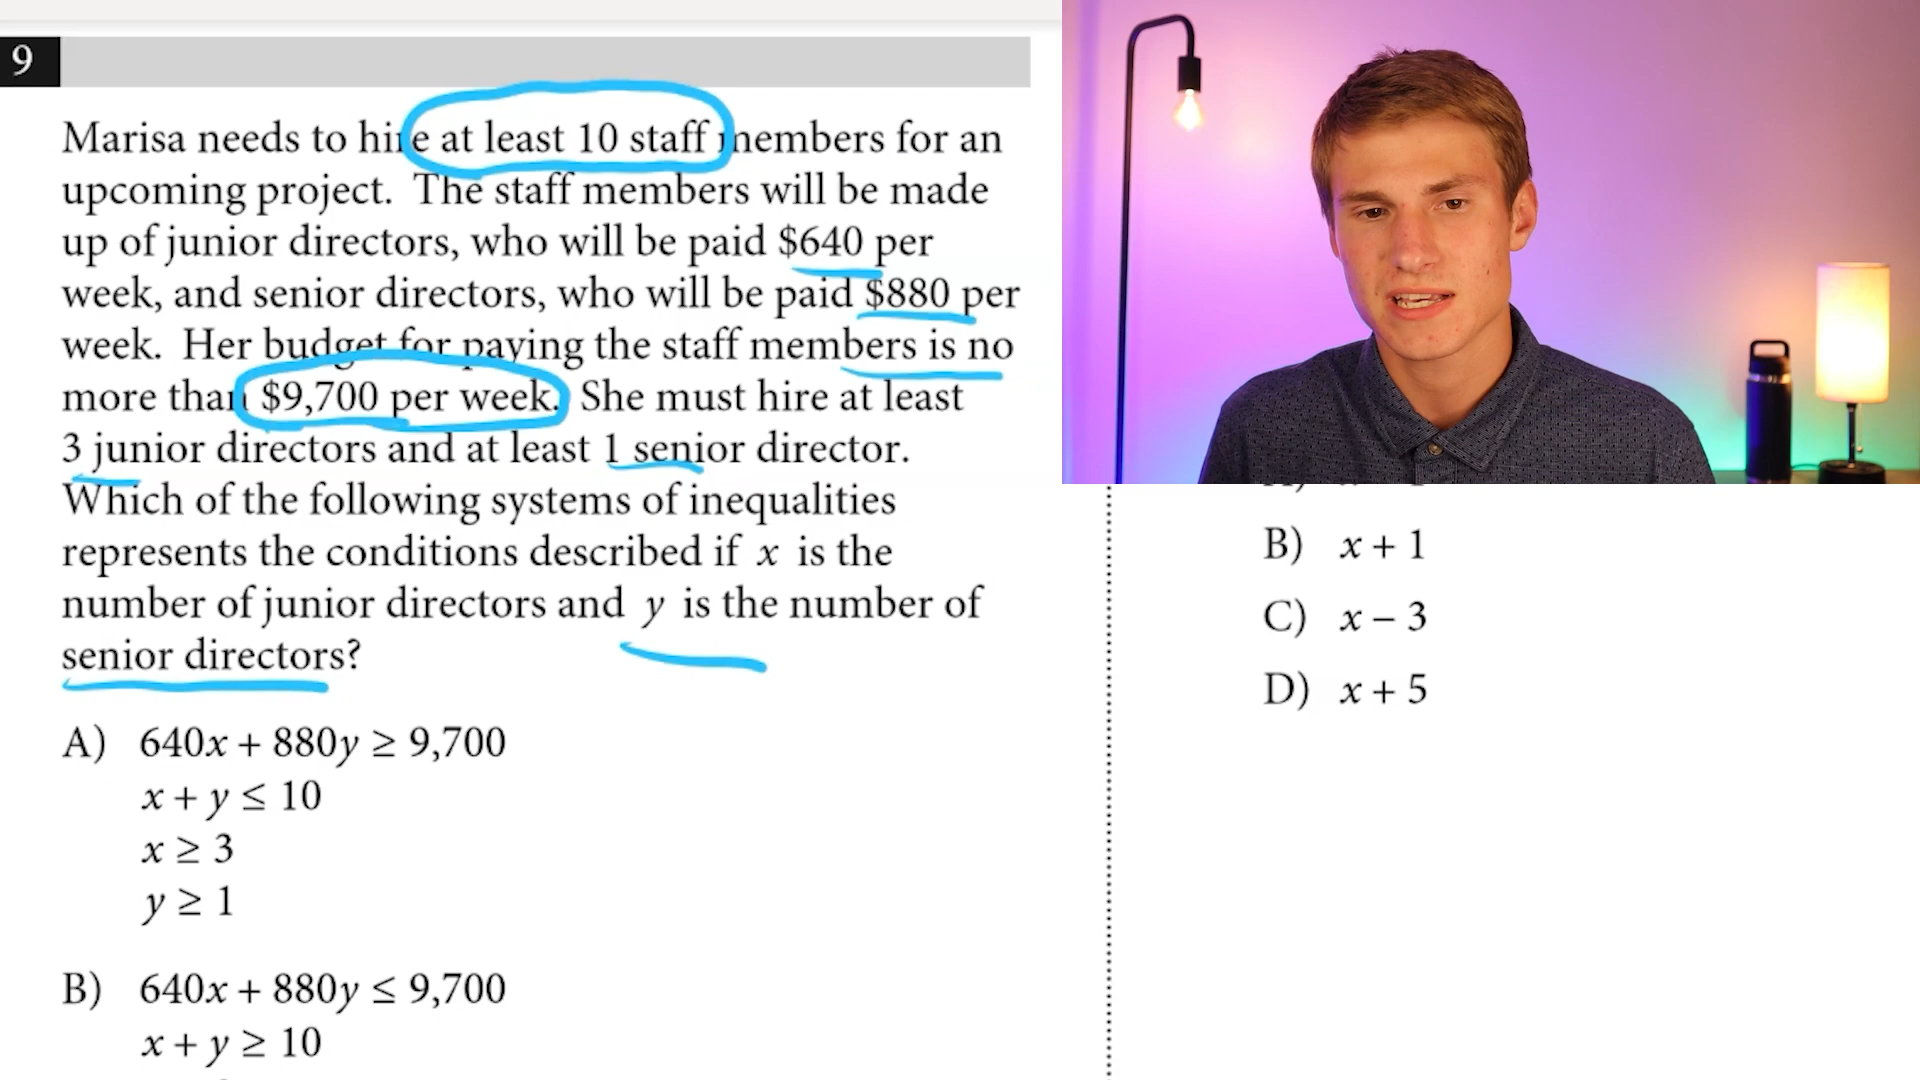 9
Marisa needs to hire at least 10 staff members for an
upcoming project. The staff members will be made
up of junior directors, who will be paid $640 per
week, and senior directors, who will be paid $880 per
week. Her budget for paying the staff members is no
more than $9,700 per week. She must hire at least
3 junior directors and at least 1 senior director.
Which of the following systems of inequalities
represents the conditions described if x is the
number of junior directors and y is the number of
senior directors?
A) 640x + 880y ≥ 9,700
x + y ≤ 10
x ≥ 3
y ≥ 1
B) 640x + 880y ≤ 9,700
x + y ≥ 10
B) x + 1
C) x − 3
D) x + 5